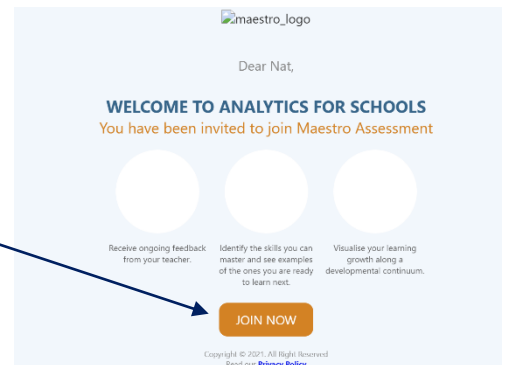 maestro_logo
Dear Nat,
WELCOME TO ANALYTICS FOR SCHOOLS
You have been invited to join Maestro Assessment
Receive ongoing feedback
from your teacher.
Identify the skills you can
master and see examples
of the ones you are ready
to learn next.
Visualise your learning
growth along a
developmental continuum.
JOIN NOW
Copyright © 2021, All Right Reserved
Read our Privacy Policy